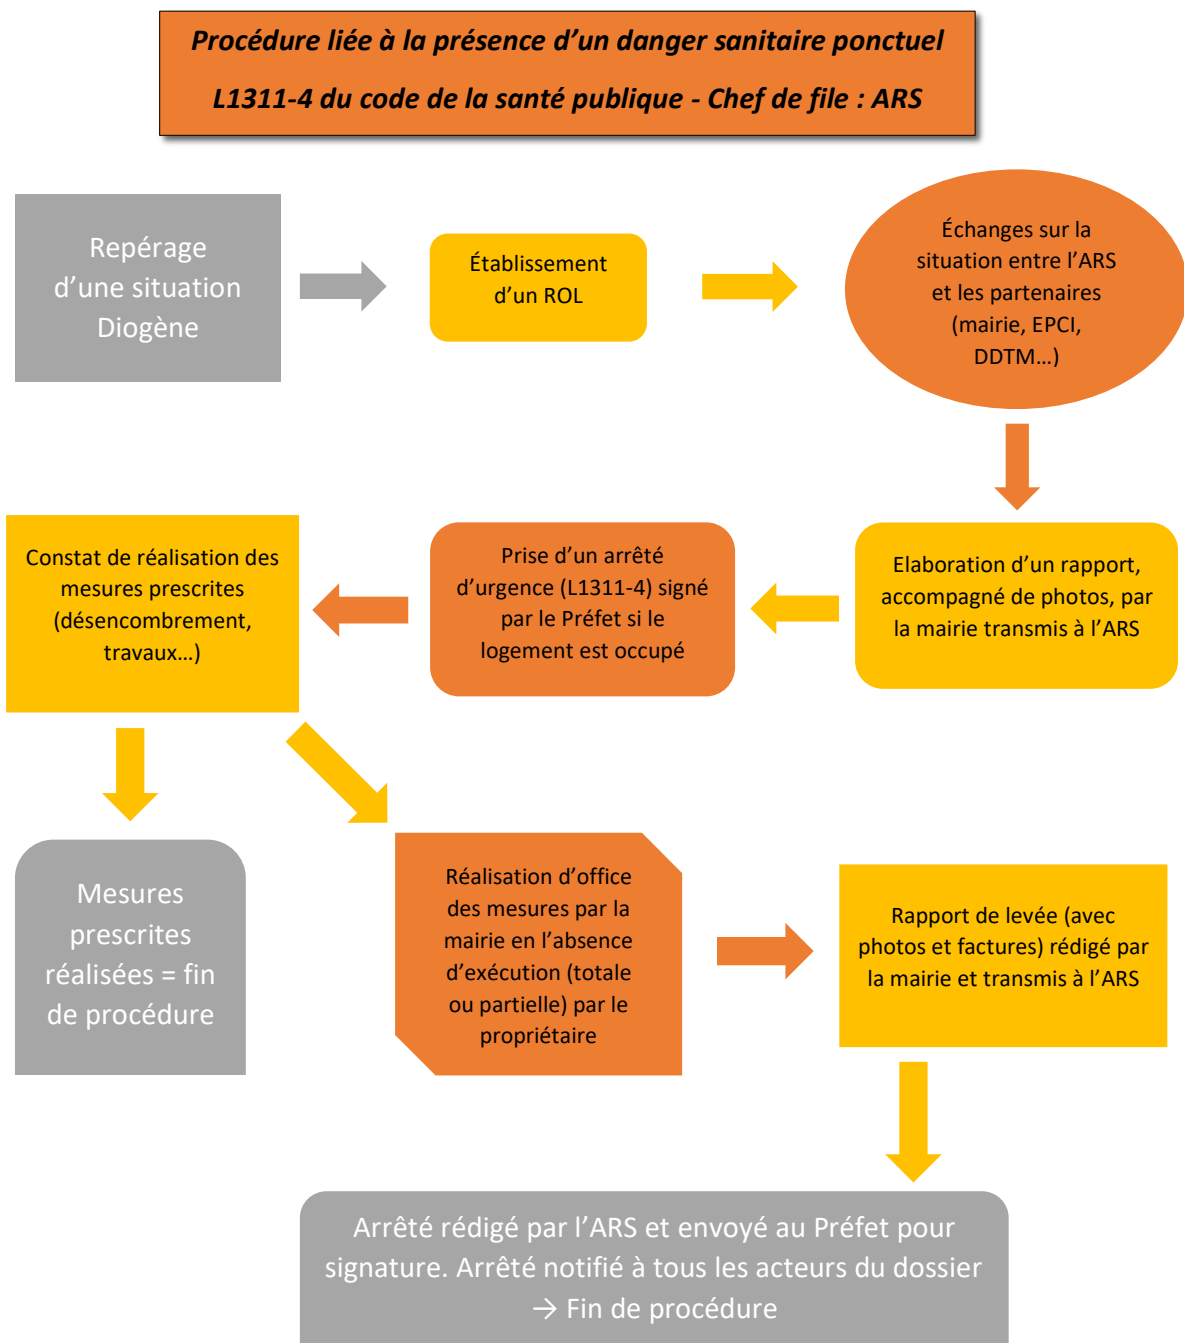 Procédure liée à la présence d’un danger sanitaire ponctuel
L1311-4 du code de la santé publique - Chef de file : ARS
Repérage
d’une situation
Diogène
Établissement
d’un ROL
Échanges sur la
situation entre l’ARS
et les partenaires
(mairie, EPCI,
DDTM…)
Elaboration d’un rapport,
accompagné de photos, par
la mairie transmis à l’ARS
Prise d’un arrêté
d’urgence (L1311-4) signé
par le Préfet si le
logement est occupé
Constat de réalisation des
mesures prescrites
(désencombrement,
travaux…)
Mesures
prescrites
réalisées = fin
de procédure
Réalisation d’office
des mesures par la
mairie en l’absence
d’exécution (totale
ou partielle) par le
propriétaire
Rapport de levée (avec
photos et factures) rédigé par
la mairie et transmis à l’ARS
Arrêté rédigé par l’ARS et envoyé au Préfet pour
signature. Arrêté notifié à tous les acteurs du dossier
→ Fin de procédure